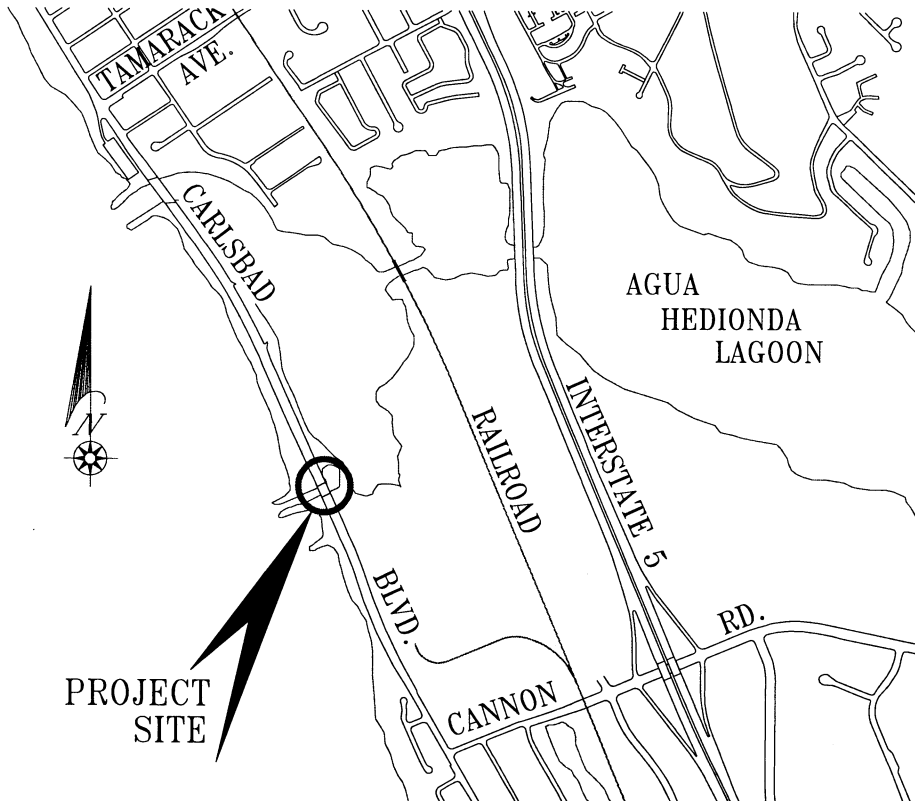 TAMARACK
AVE.
CARLSBAD
AGUA
HEDIONDA
LAGOON
N
INTERSTATE 5
RAILROAD
BLVD.
RD.
CANNON
PROJECT
SITE